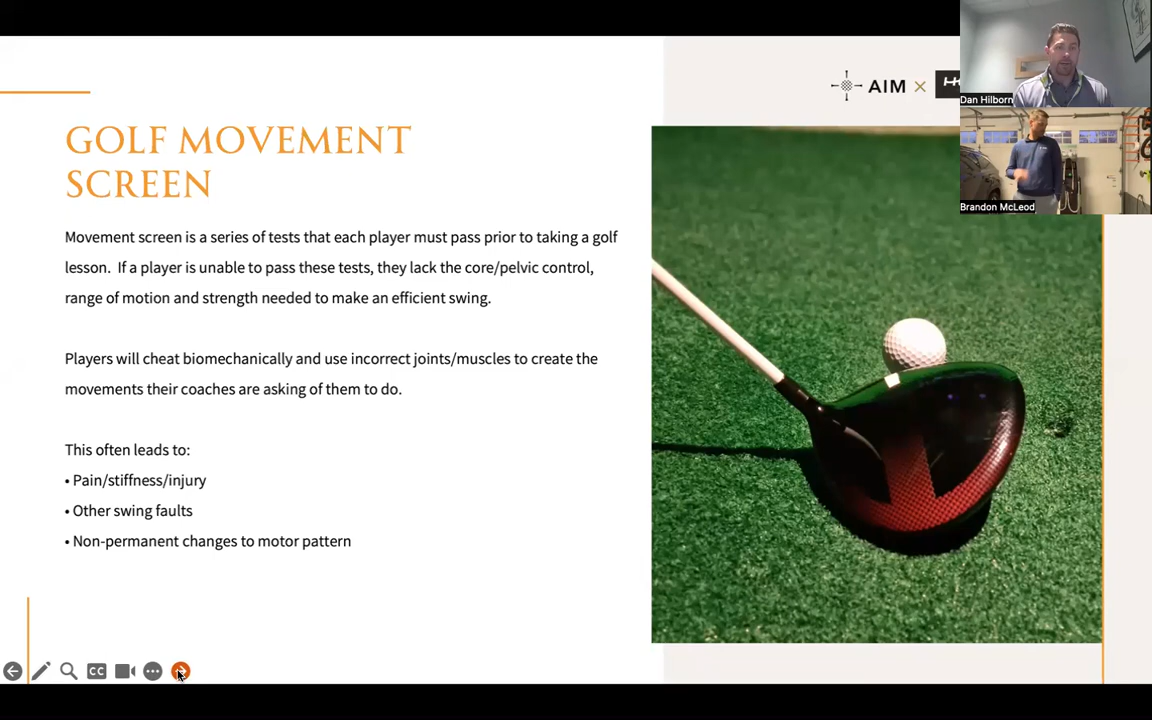 AIM ×
Dan Hilborn
Brandon McLeod
GOLF MOVEMENT
SCREEN
Movement screen is a series of tests that each player must pass prior to taking a golf
lesson. If a player is unable to pass these tests, they lack the core/pelvic control,
range of motion and strength needed to make an efficient swing.
Players will cheat biomechanically and use incorrect joints/muscles to create the
movements their coaches are asking of them to do.
This often leads to:
• Pain/stiffness/injury
• Other swing faults
• Non-permanent changes to motor pattern
CC